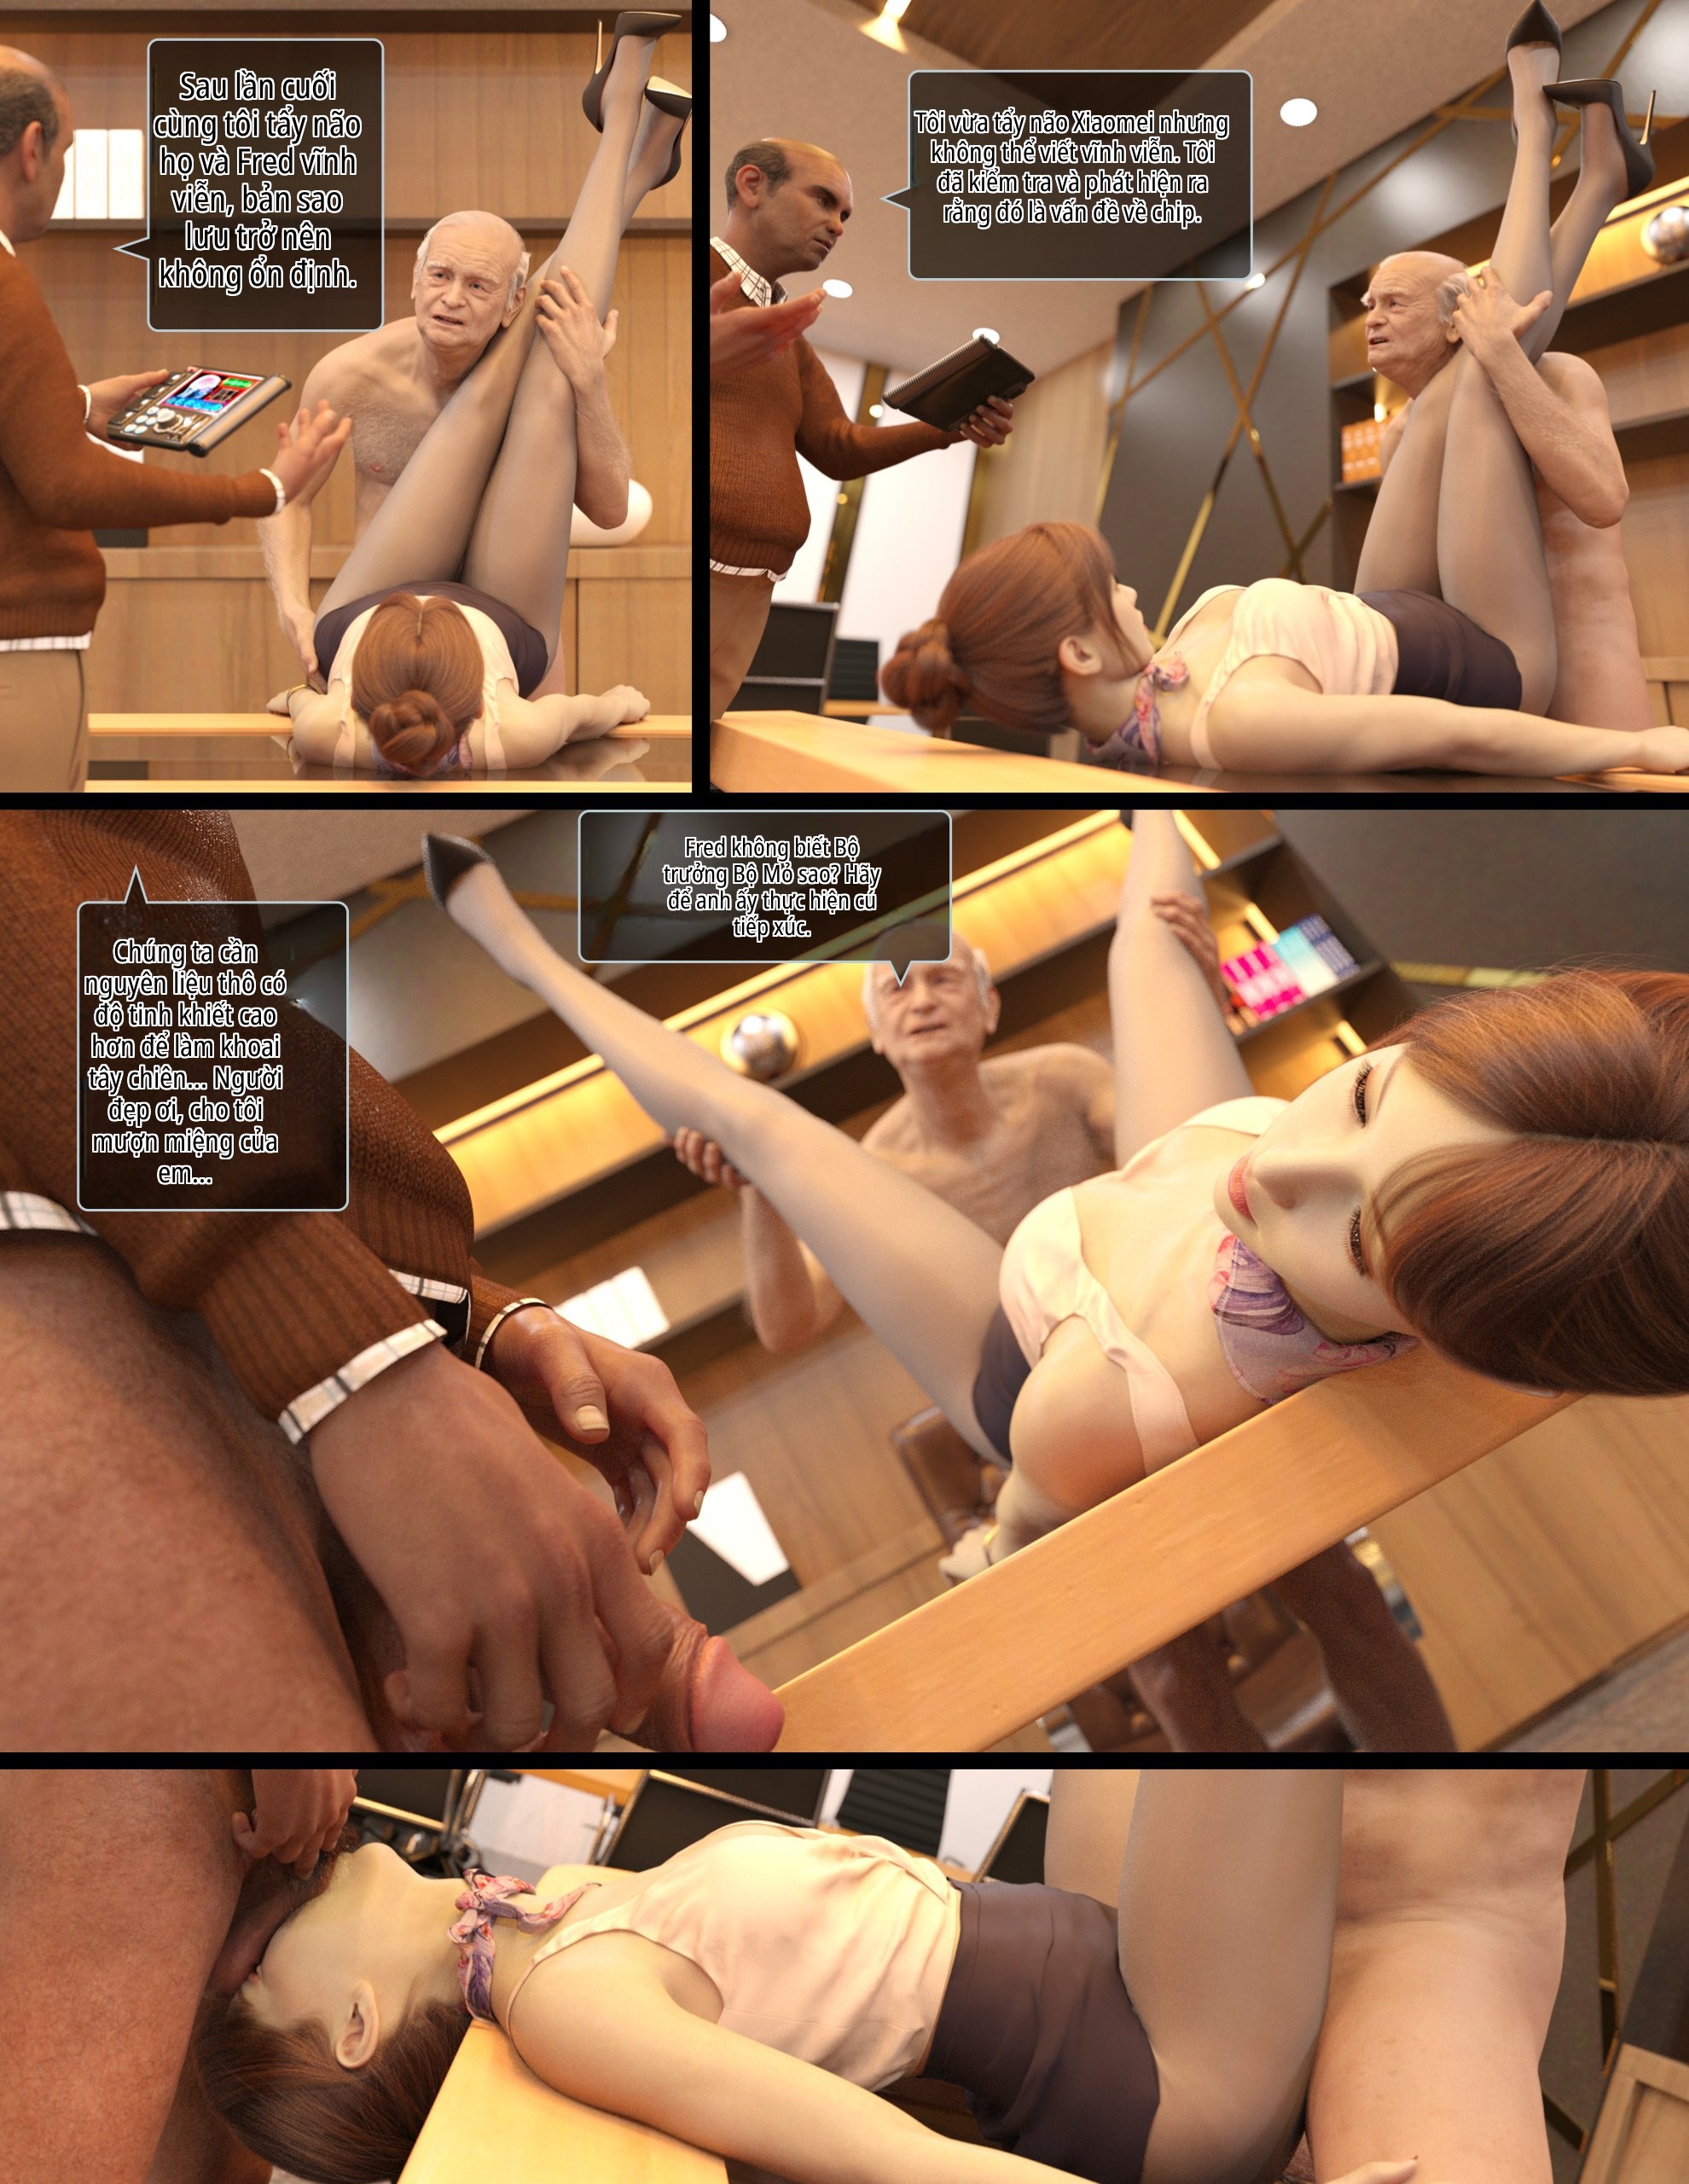 Sau lần cuối
cùng tôi tẩy não
họ và Fred vĩnh
viễn, bản sao
lưu trở nên
không ổn định.
Tôi vừa tẩy não Xiaomei nhưng
không thể viết vĩnh viễn. Tôi
đã kiểm tra và phát hiện ra
rằng đó là vấn đề về chip.
Fred không biết Bộ
trưởng Bộ Mỏ sao? Hãy
để anh ấy thực hiện cú
tiếp xúc.
Chúng ta cần
nguyên liệu thô có
độ tinh khiết cao
hơn để làm khoai
tây chiên... Người
đẹp ơi, cho tôi
mượn miệng của
em...